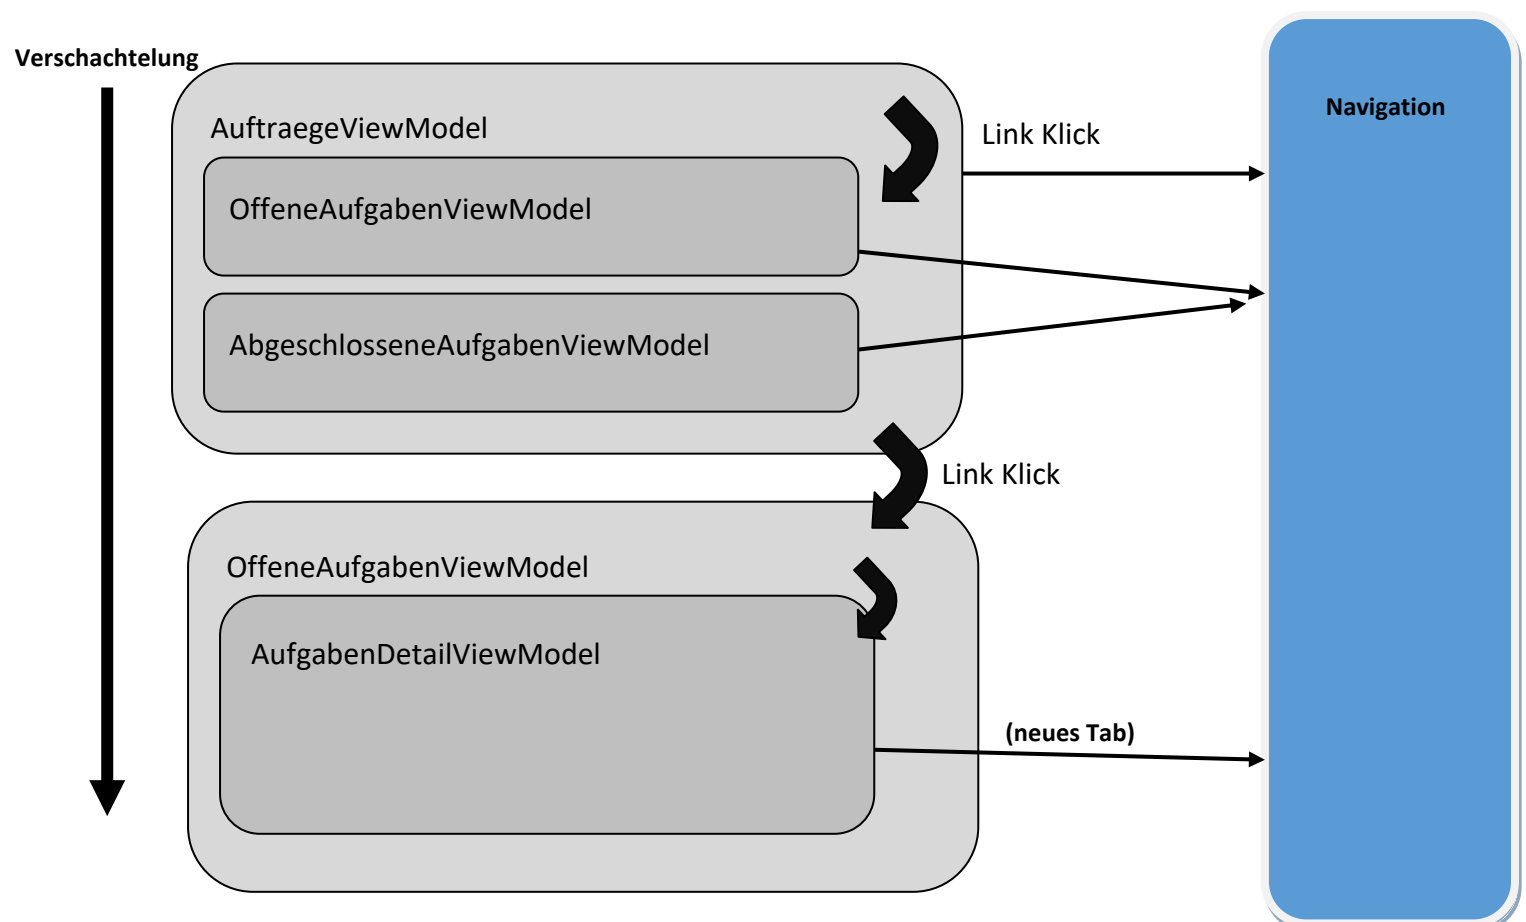 Verschachtelung
AuftraegeViewModel
Link Klick
Navigation
OffeneAufgabenViewModel
AbgeschlosseneAufgabenViewModel
Link Klick
OffeneAufgabenViewModel
AufgabenDetailViewModel
(neues Tab)